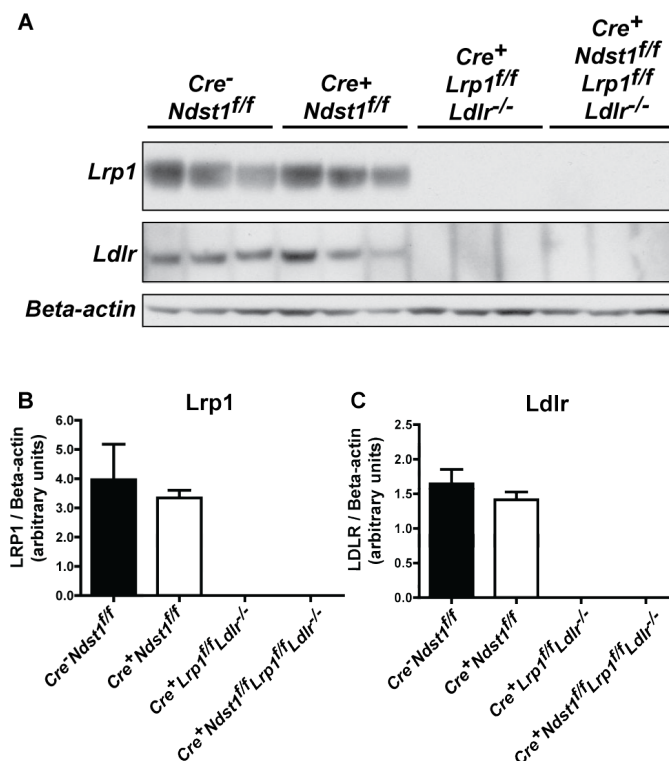 A
Cre- Ndst1f/f
Cre+ Ndst1f/f
Cre+ Lrp1f/f Ldlr-/-
Cre+ Ndst1f/f Lrp1f/f Ldlr-/-
Lrp1
Ldlr
Beta-actin
B
Lrp1
LRP1 / Beta-actin
(arbitrary units)
6.0
5.0
4.0
3.0
2.0
1.0
0.0
Cre-Ndst1f/f
Cre+Ndst1f/f
Cre+Lrp1f/fLdlr-/-
Cre+Ndst1f/fLrp1f/fLdlr-/-
C
Ldlr
LDLR / Beta-actin
(arbitrary units)
2.5
2.0
1.5
1.0
0.5
0.0
Cre-Ndst1f/f
Cre+Ndst1f/f
Cre+Lrp1f/fLdlr-/-
Cre+Ndst1f/fLrp1f/fLdlr-/-